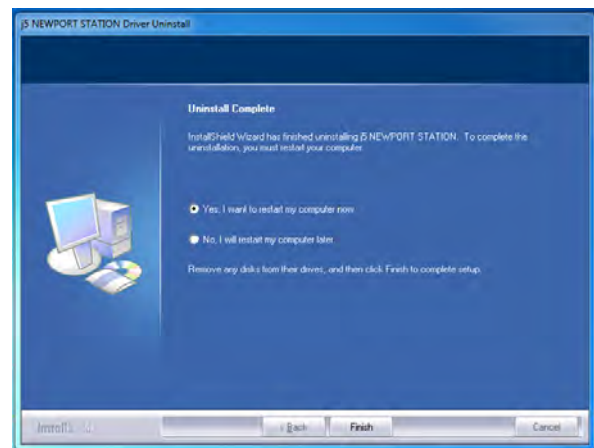 j5 NEWPORT STATION Driver Uninstall
Uninstall Complete
InstallShield Wizard has finished uninstalling j5 NEWPORT STATION. To complete the
uninstallation, you must restart your computer.
Yes, I want to restart my computer now.
No, I will restart my computer later.
Remove any disks from their drives, and then click Finish to complete setup.
< Back
Finish
Cancel